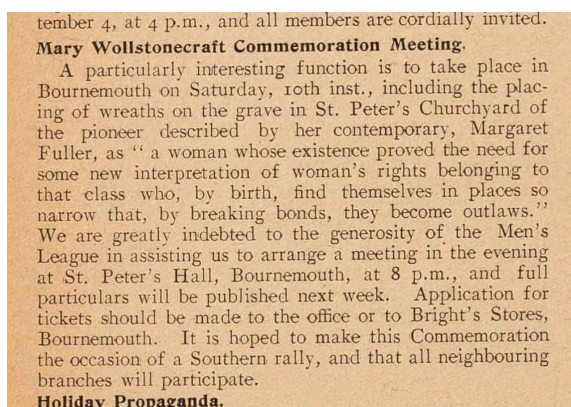 tember 4, at 4 p.m., and all members are cordially invited.
Mary Wollstonecraft Commemoration Meeting.
A particularly interesting function is to take place in
Bournemouth on Saturday, 10th inst., including the plac-
ing of wreaths on the grave in St. Peter's Churchyard of
the pioneer described by her contemporary, Margaret
Fuller, as " a woman whose existence proved the need for
some new interpretation of woman's rights belonging to
that class who, by birth, find themselves in places so
narrow that, by breaking bonds, they become outlaws."
We are greatly indebted to the generosity of the Men's
League in assisting us to arrange a meeting in the evening
at St. Peter's Hall, Bournemouth, at 8 p.m., and full
particulars will be published next week. Application for
tickets should be made to the office or to Bright's Stores,
Bournemouth. It is hoped to make this Commemoration
the occasion of a Southern rally, and that all neighbouring
branches will participate.
Holiday Propaganda.